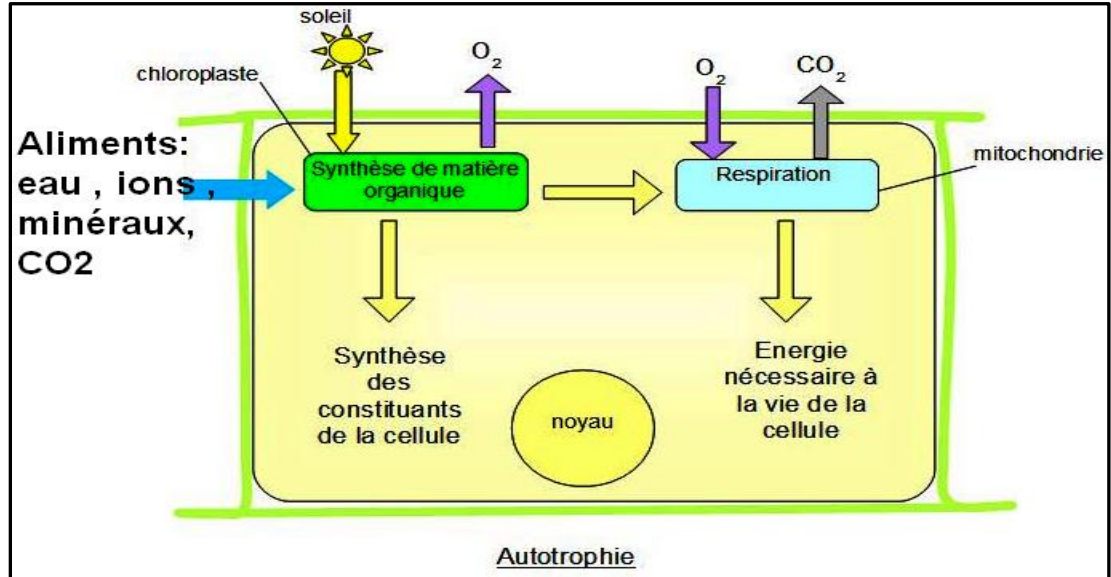 soleil
O2
O2
CO2
chloroplaste
Aliments:
eau , ions ,
minéraux,
CO2
Synthèse de matière
organique
Respiration
mitochondrie
Synthèse
des
constituants
de la cellule
noyau
Energie
nécessaire à
la vie de la
cellule
Autotrophie